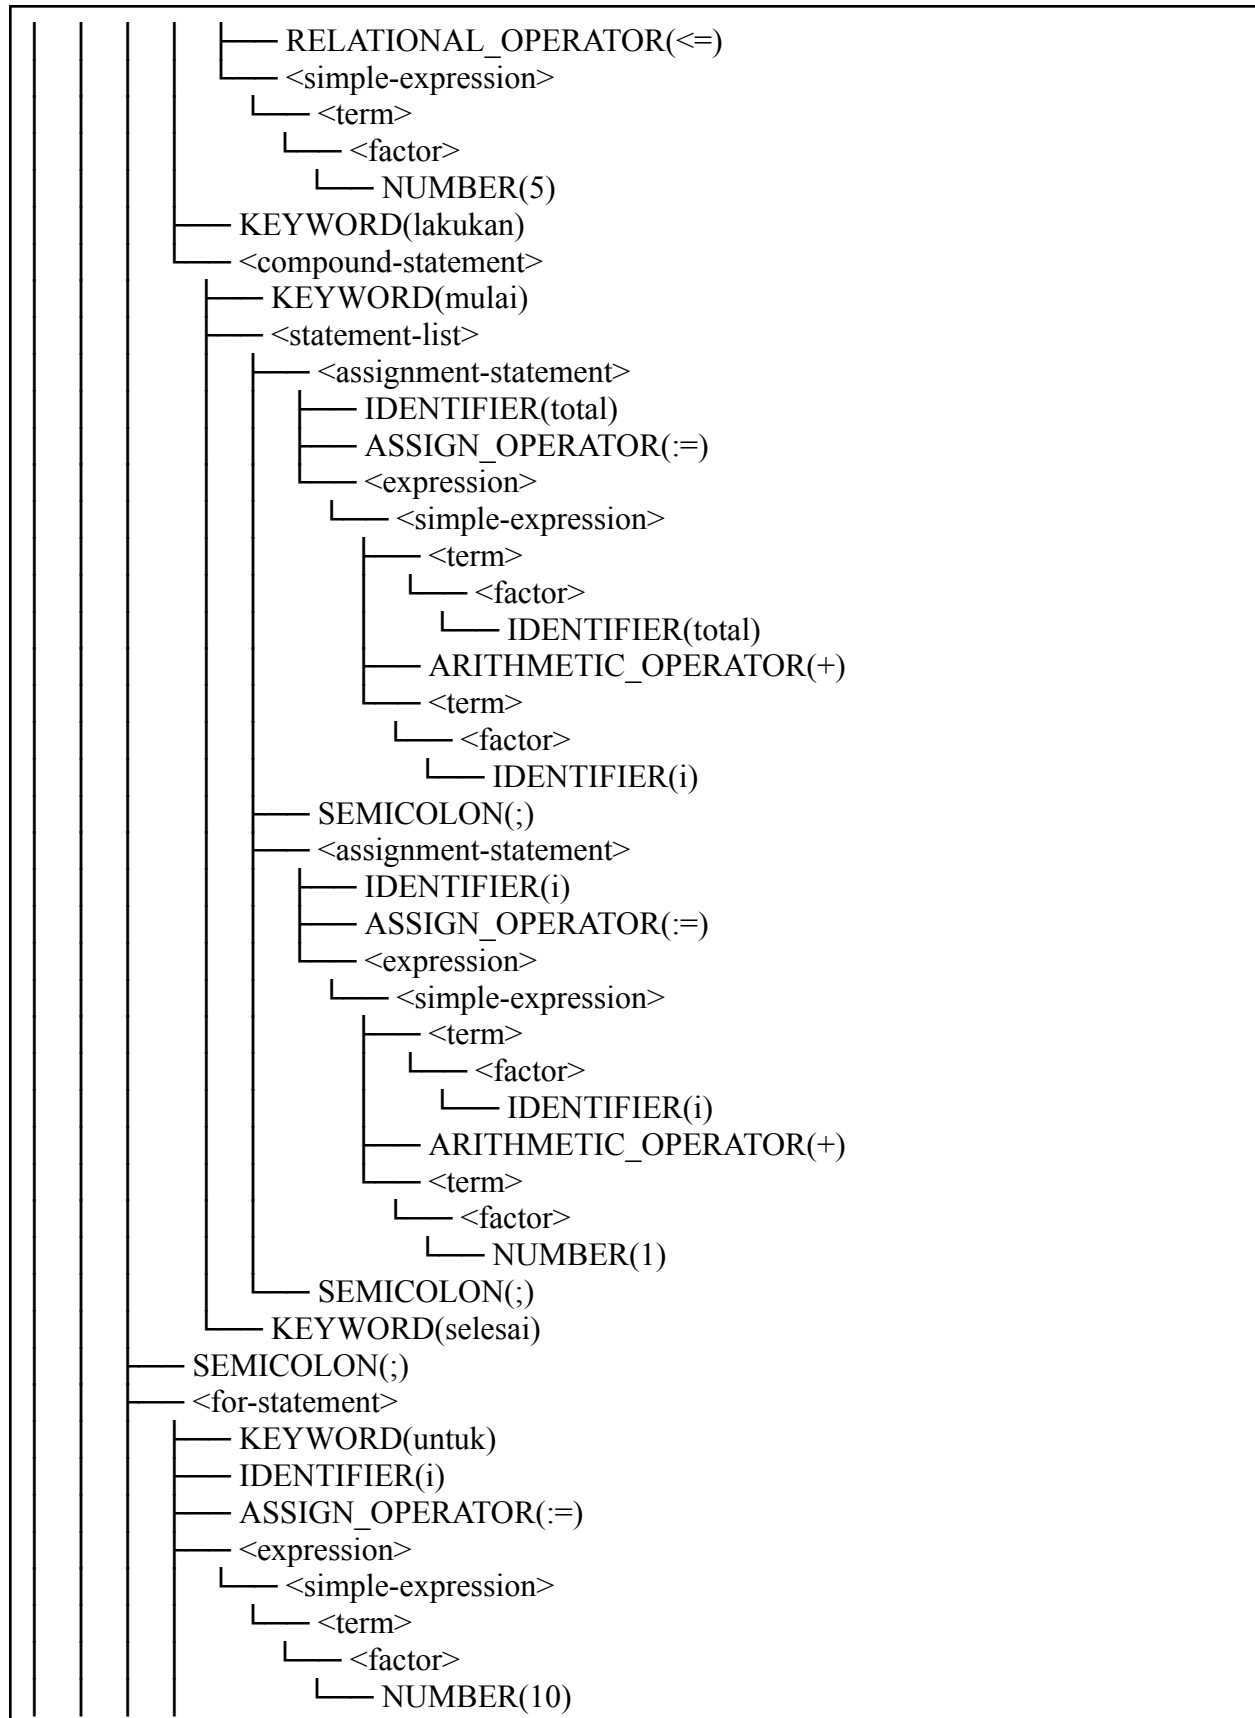 RELATIONAL_OPERATOR(<=)
<simple-expression>
<term>
<factor>
NUMBER(5)
KEYWORD(lakukan)
<compound-statement>
KEYWORD(mulai)
<statement-list>
<assignment-statement>
IDENTIFIER(total)
ASSIGN_OPERATOR(:=)
<expression>
<simple-expression>
<term>
<factor>
IDENTIFIER(total)
ARITHMETIC_OPERATOR(+)
<term>
<factor>
IDENTIFIER(i)
SEMICOLON(;)
<assignment-statement>
IDENTIFIER(i)
ASSIGN_OPERATOR(:=)
<expression>
<simple-expression>
<term>
<factor>
IDENTIFIER(i)
ARITHMETIC_OPERATOR(+)
<term>
<factor>
NUMBER(1)
SEMICOLON(;)
KEYWORD(selesai)
SEMICOLON(;)
<for-statement>
KEYWORD(untuk)
IDENTIFIER(i)
ASSIGN_OPERATOR(:=)
<expression>
<simple-expression>
<term>
<factor>
NUMBER(10)